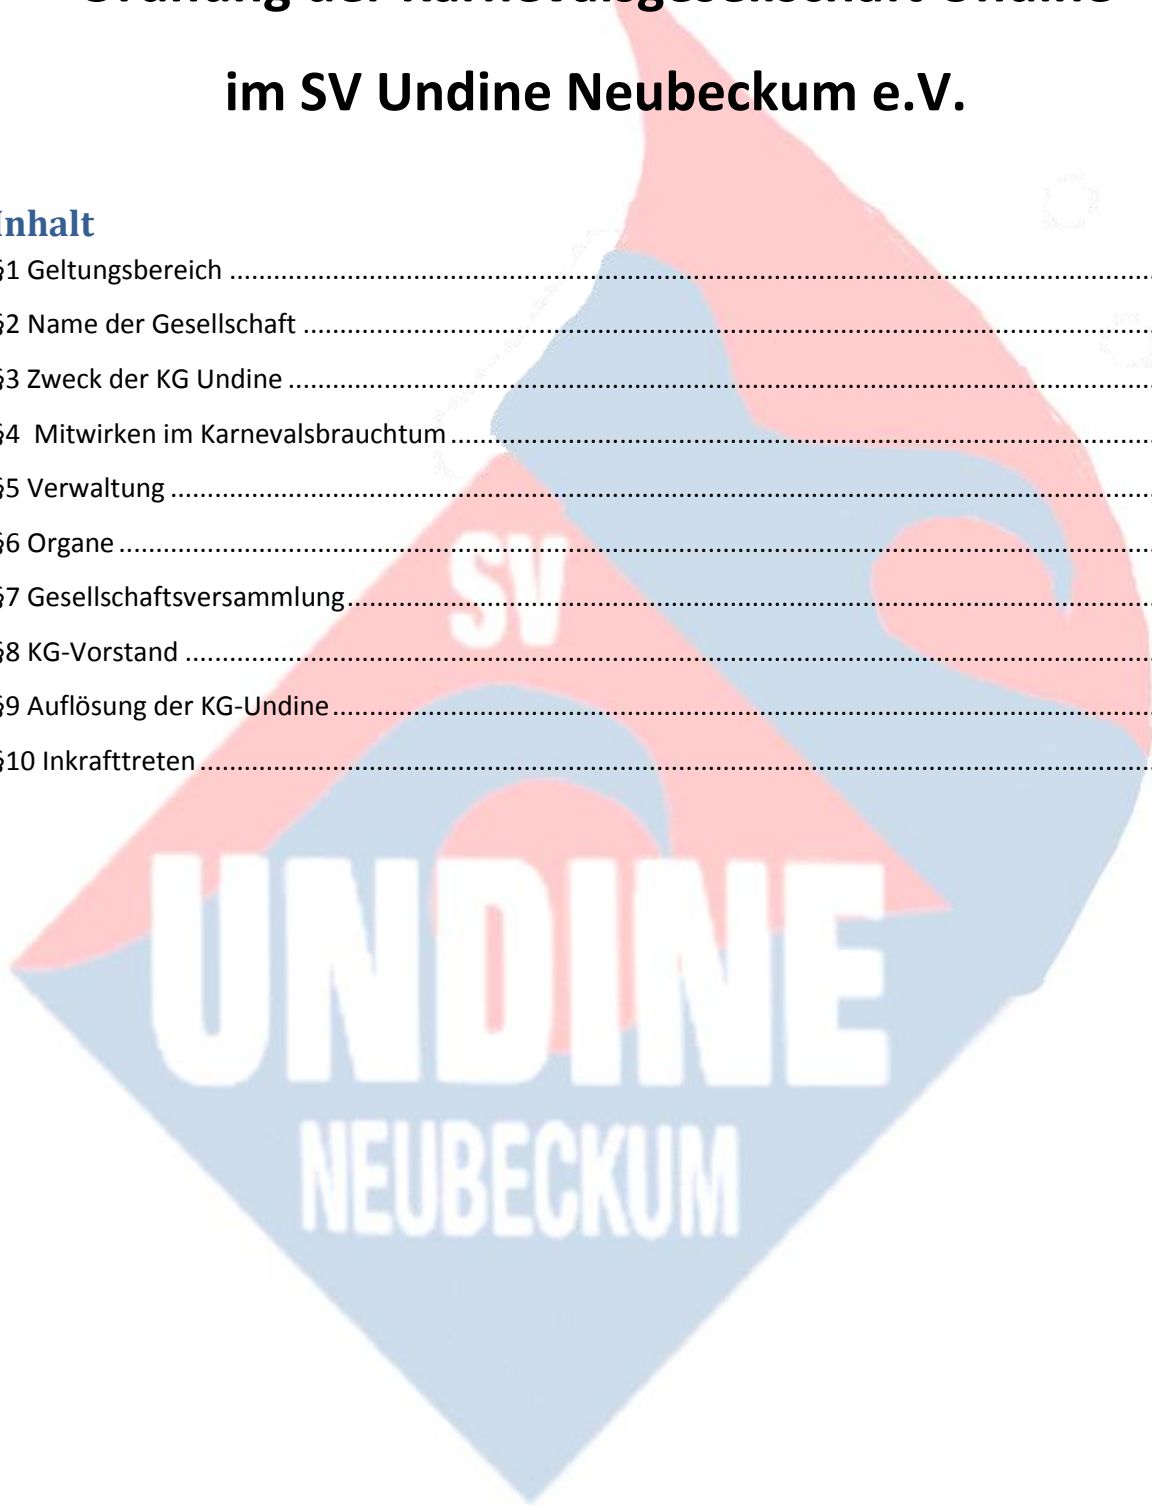 Karnevalsgesellschaft Undine
im SV Undine Neubeckum e.V.
Inhalt
§1 Geltungsbereich
§2 Name der Gesellschaft
§3 Zweck der KG Undine
§4 Mitwirken im Karnevalsbrauchtum
§5 Verwaltung
§6 Organe
§7 Gesellschaftsversammlung
§8 KG-Vorstand
§9 Auflösung der KG-Undine
§10 Inkrafttreten
SV
UNDINE
NEUBECKUM